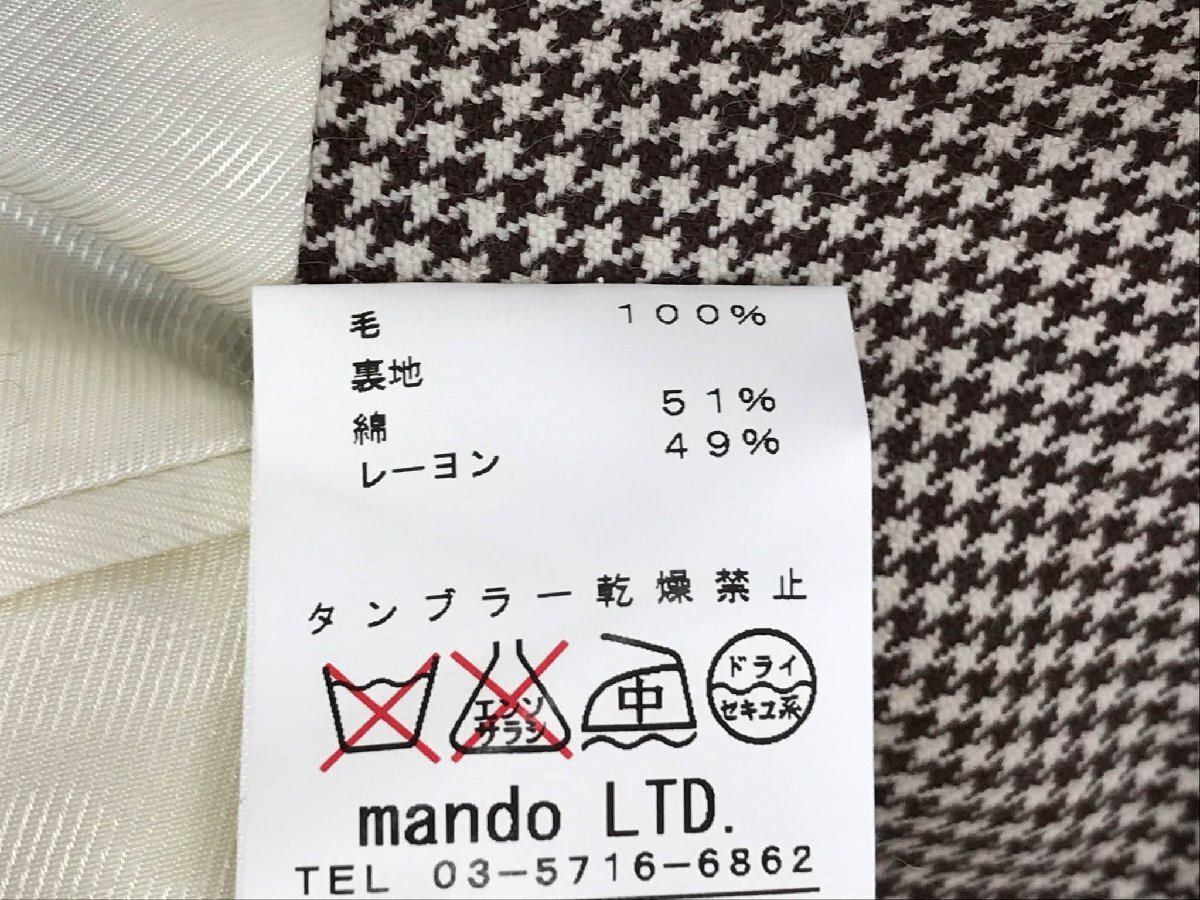 毛 100%
裏地
綿 51%
レーヨン 49%
タンブラー乾燥禁止
エンソ
サラシ
中
ドライ
セキユ系
mando LTD.
TEL 03-5716-6862